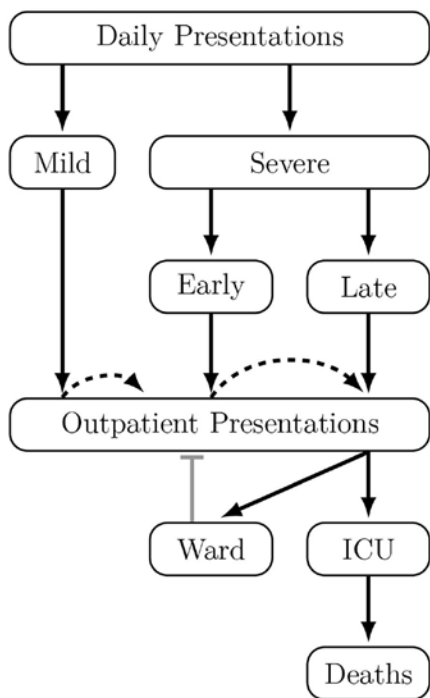 Daily Presentations
Mild
Severe
Early
Late
Outpatient Presentations
Ward
ICU
Deaths